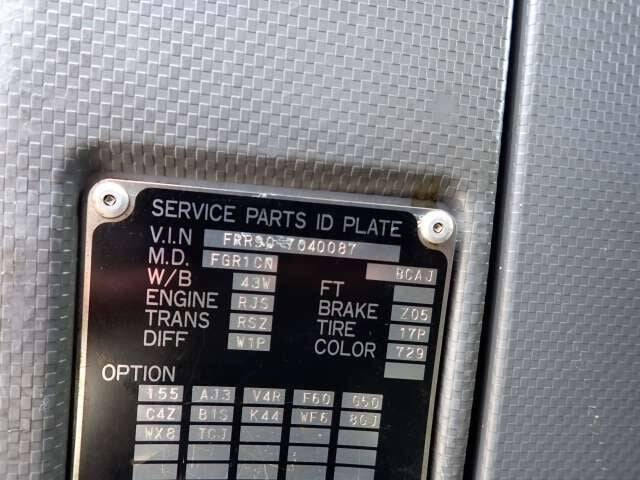 SERVICE PARTS ID PLATE
V.I.N FRR90-7040087
M.D. FGR1CN 8CAJ
W/B 43W FT
ENGINE RJS BRAKE Z05
TRANS RSZ TIRE 17P
DIFF W1P COLOR 729
OPTION
155 AJ3 V4R F60 050
C4Z B1S K44 WF6 8CJ
WX8 TCJ